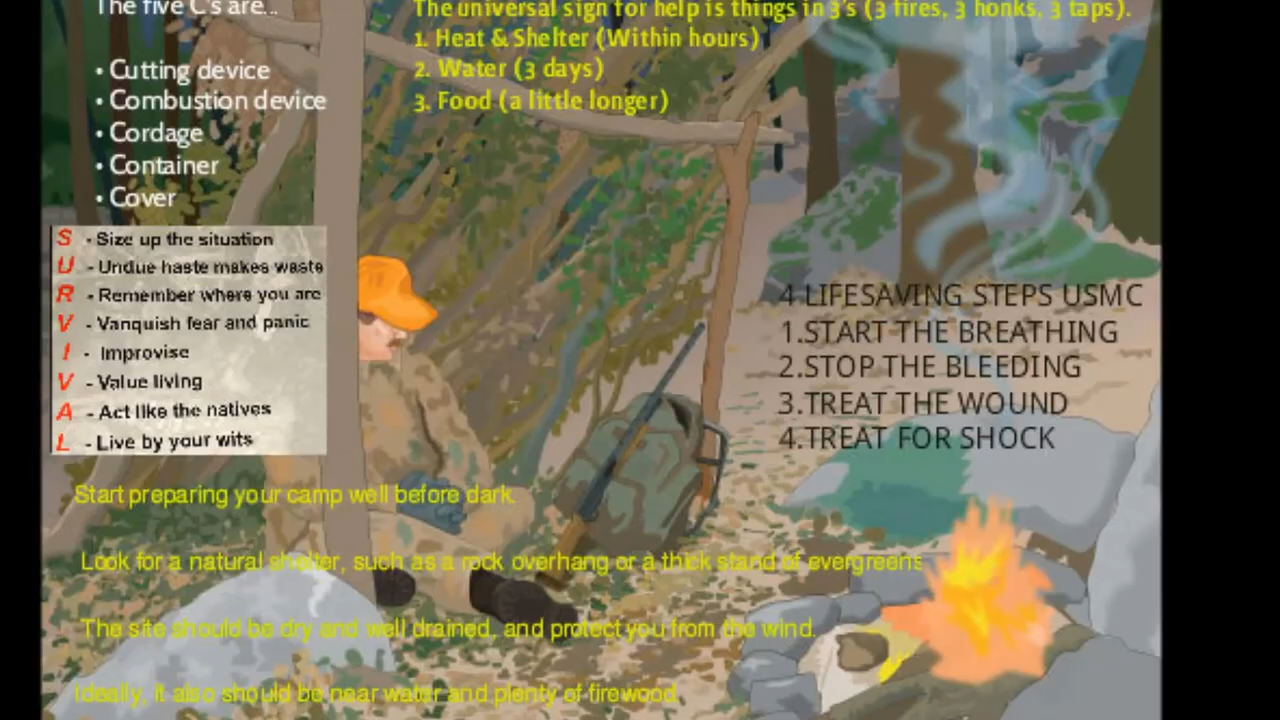 The five C's are...
• Cutting device
• Combustion device
• Cordage
• Container
• Cover
The universal sign for help is things in 3's (3 fires, 3 honks, 3 taps).
1. Heat & Shelter (Within hours)
2. Water (3 days)
3. Food (a little longer)
S - Size up the situation
U - Undue haste makes waste
R - Remember where you are
V - Vanquish fear and panic
I - Improvise
V - Value living
A - Act like the natives
L - Live by your wits
4 LIFESAVING STEPS USMC
1.START THE BREATHING
2.STOP THE BLEEDING
3.TREAT THE WOUND
4.TREAT FOR SHOCK
Start preparing your camp well before dark.
Look for a natural shelter, such as a rock overhang or a thick stand of evergreens
The site should be dry and well drained, and protect you from the wind.
Ideally, it also should be near water and plenty of firewood.